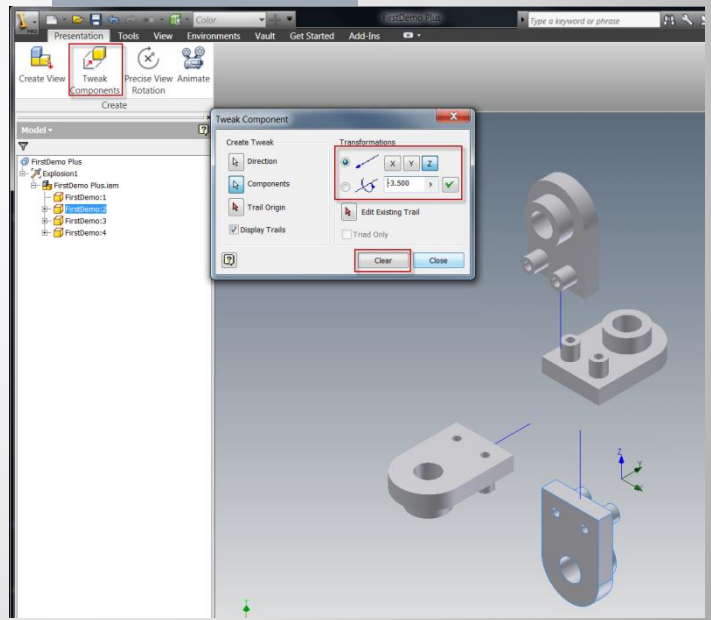 PRO
Color
FirstDemo Plus
Type a keyword or phrase
Presentation Tools View Environments Vault Get Started Add-Ins
Create View
Tweak Components
Precise View Rotation
Animate
Create
Model
FirstDemo Plus
Explosion1
FirstDemo Plus.iam
FirstDemo:1
FirstDemo:2
FirstDemo:3
FirstDemo:4
Tweak Component
Create Tweak
Direction
Components
Trail Origin
Display Trails
Transformations
X Y Z
-3.500
Edit Existing Trail
Triad Only
Clear Close
Z
Y
X
Y